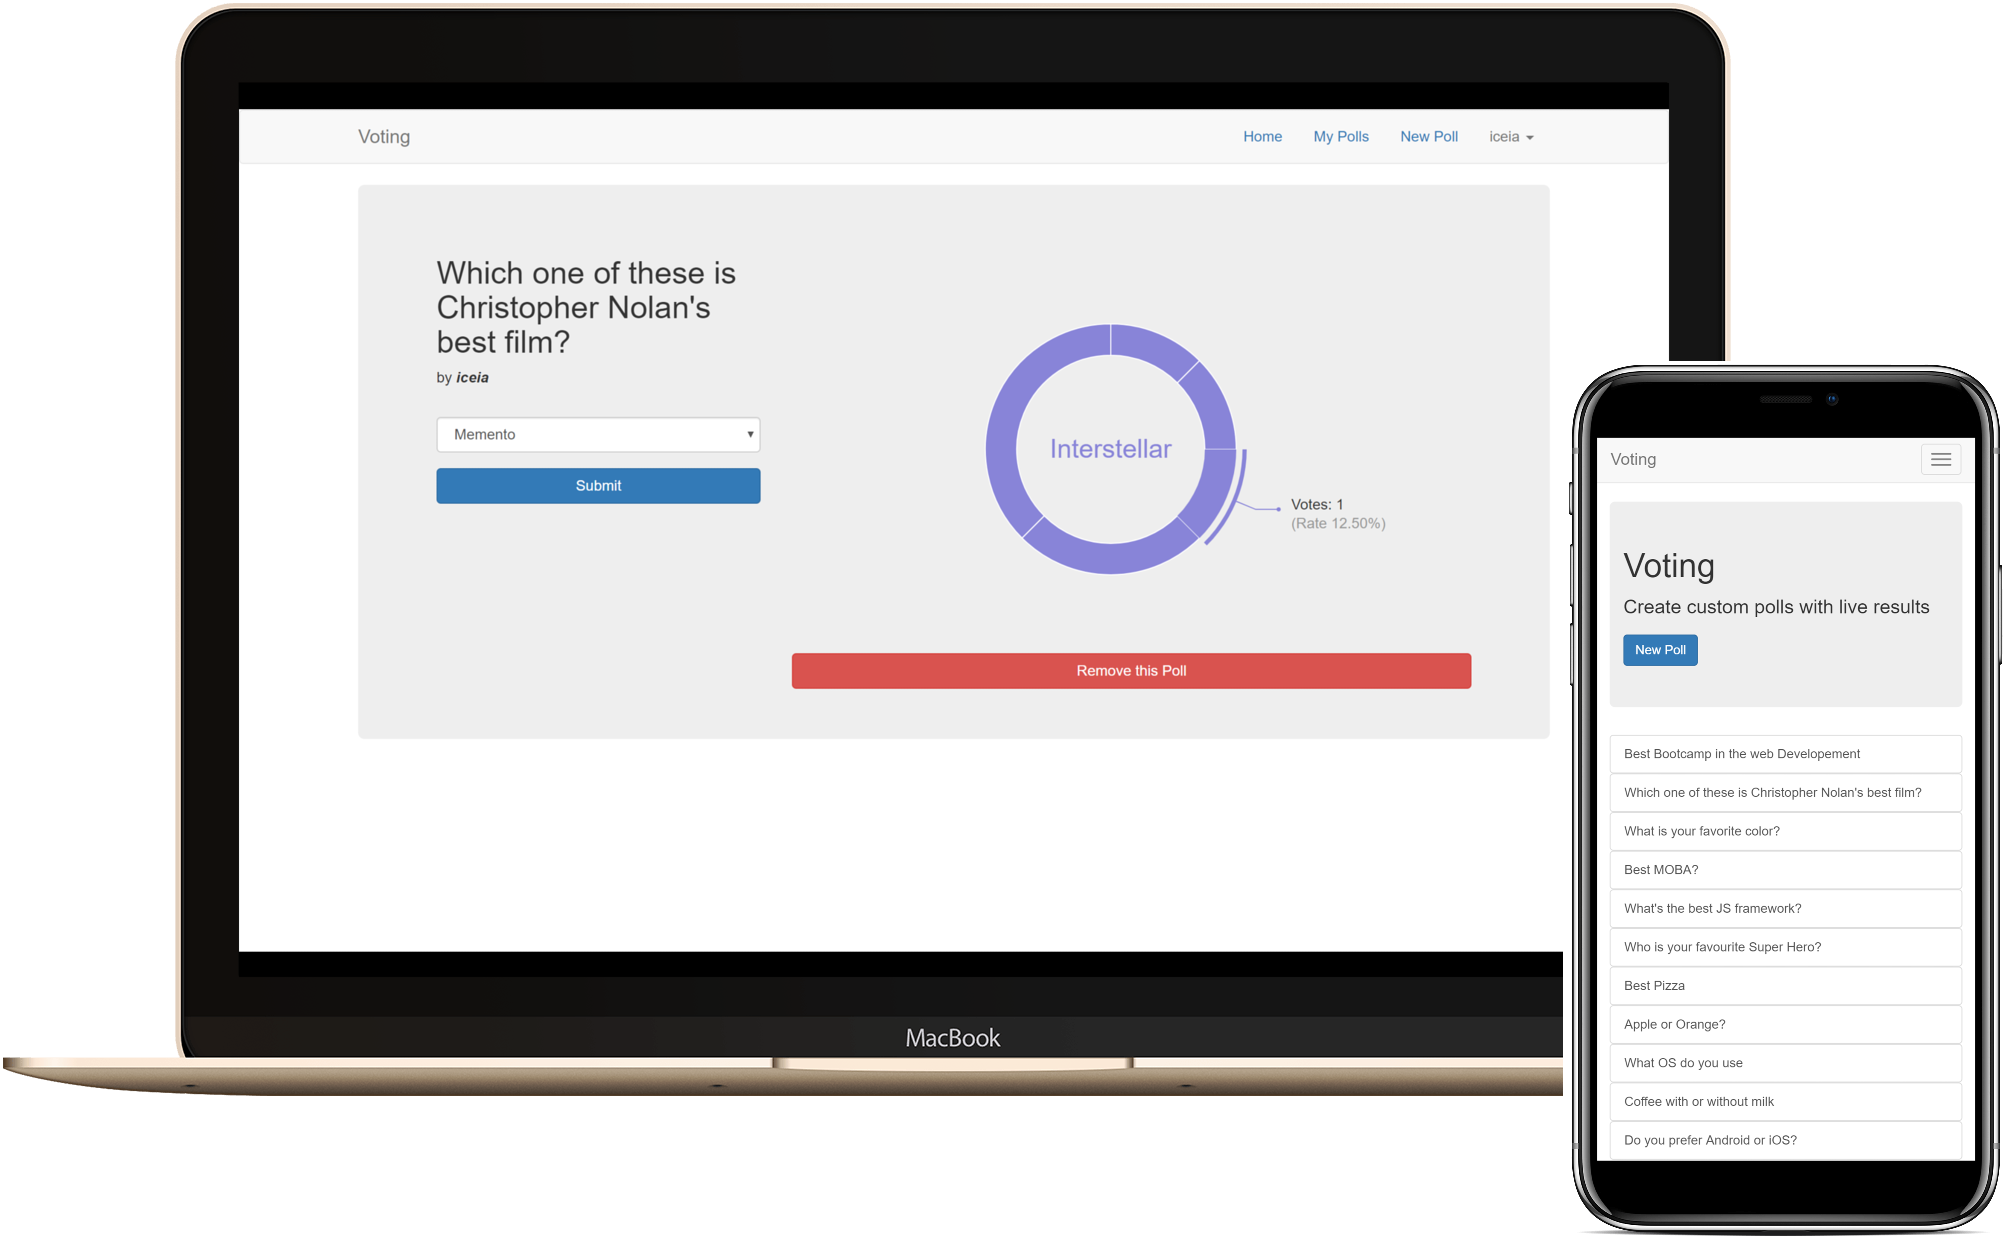 Voting
Home
My Polls
New Poll
iceia
Which one of these is
Christopher Nolan's
best film?
by iceia
Memento
Submit
Interstellar
Votes: 1
(Rate 12.50%)
Remove this Poll
MacBook
Voting
Voting
Create custom polls with live results
New Poll
Best Bootcamp in the web Developement
Which one of these is Christopher Nolan's best film?
What is your favorite color?
Best MOBA?
What's the best JS framework?
Who is your favourite Super Hero?
Best Pizza
Apple or Orange?
What OS do you use
Coffee with or without milk
Do you prefer Android or iOS?